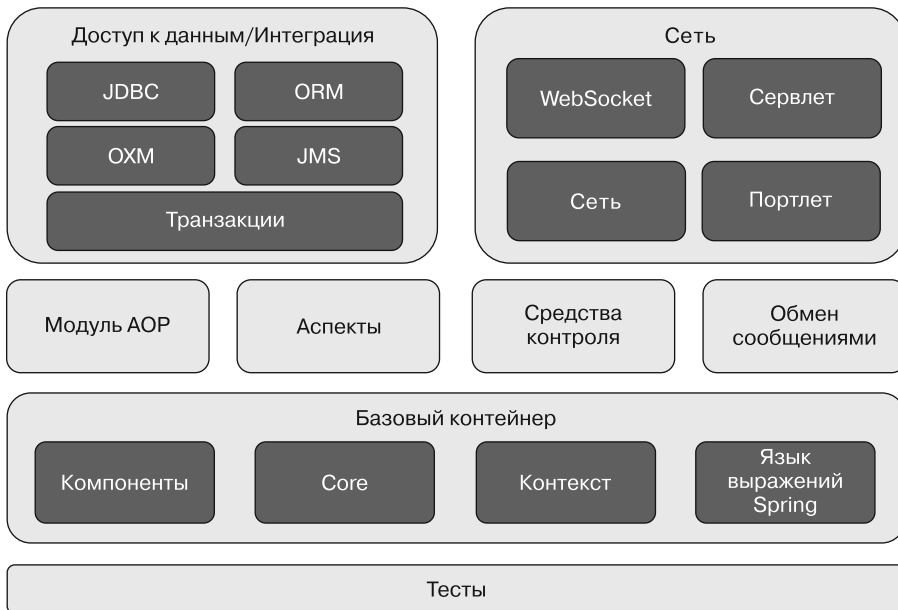 Доступ к данным/Интеграция
JDBC
ORM
OXM
JMS
Транзакции
Сеть
WebSocket
Сервлет
Сеть
Портлет
Модуль AOP
Аспекты
Средства
контроля
Обмен
сообщениями
Базовый контейнер
Компоненты
Core
Контекст
Язык
выражений
Spring
Тесты